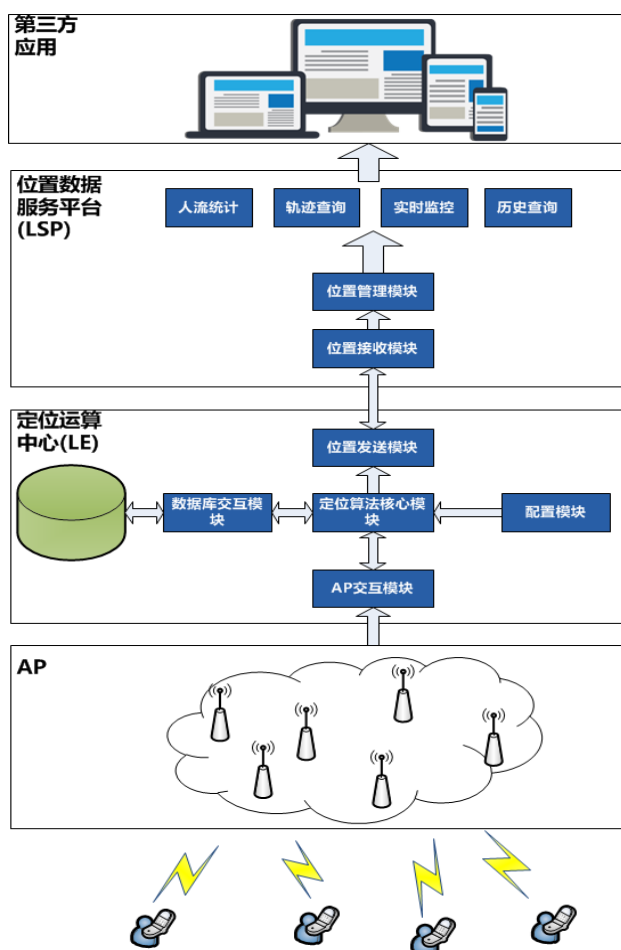 第三方
应用
位置数据
服务平台
(LSP)
人流统计
轨迹查询
实时监控
历史查询
位置管理模块
位置接收模块
定位运算
中心(LE)
位置发送模块
数据库交互模
块
定位算法核心模
块
配置模块
AP交互模块
AP